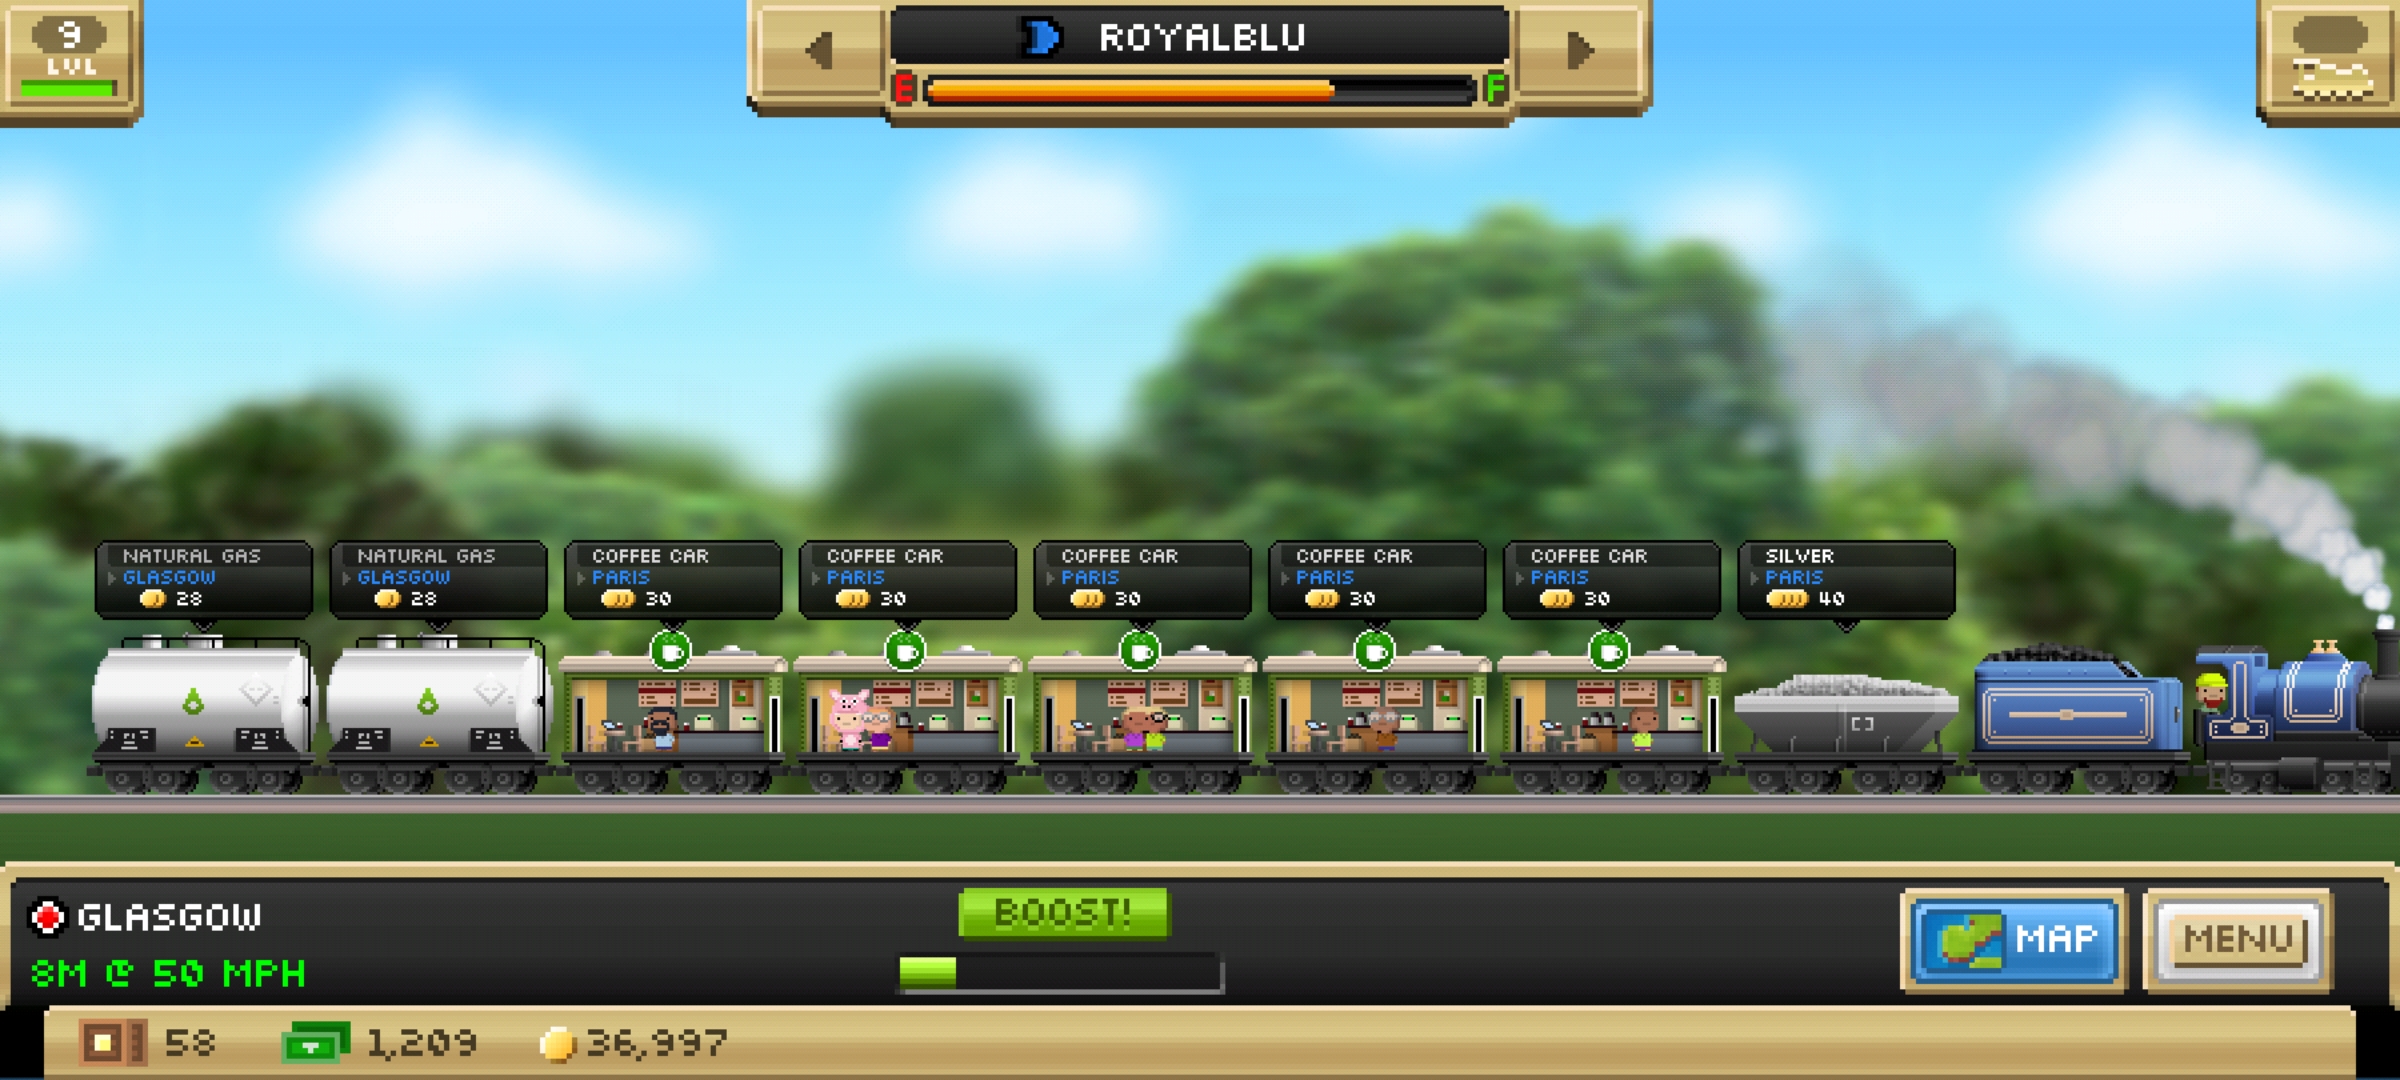 9
LVL
ROYALBLU
E F
NATURAL GAS
GLASGOW
28
NATURAL GAS
GLASGOW
28
COFFEE CAR
PARIS
30
COFFEE CAR
PARIS
30
COFFEE CAR
PARIS
30
COFFEE CAR
PARIS
30
COFFEE CAR
PARIS
30
SILVER
PARIS
40
GLASGOW
8M @ 50 MPH
BOOST!
MAP
MENU
58
1,209
36,997